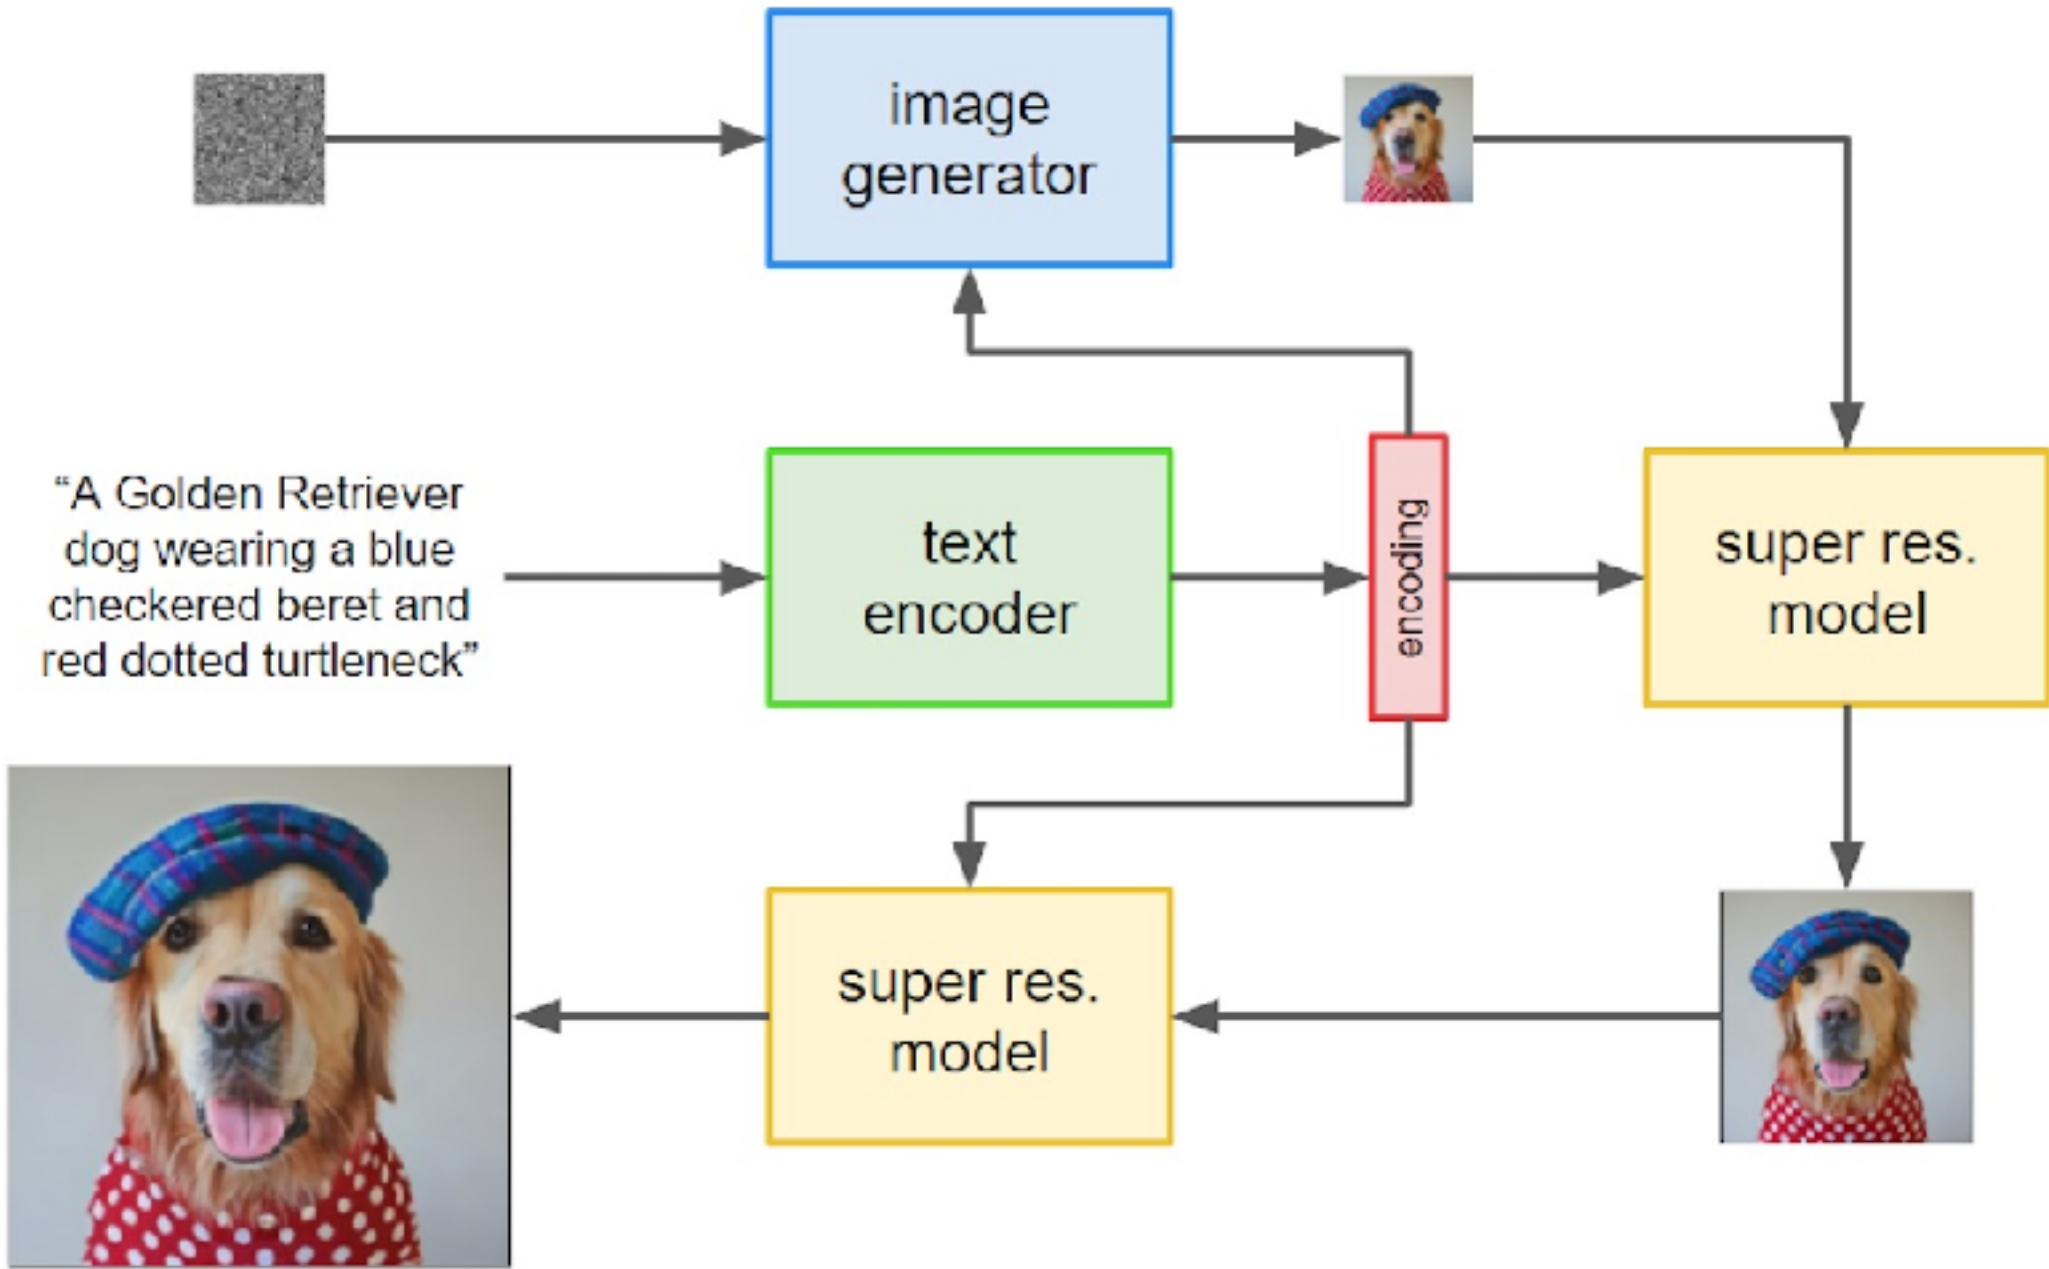 image
generator
“A Golden Retriever
dog wearing a blue
checkered beret and
red dotted turtleneck”
text
encoder
encoding
super res.
model
super res.
model